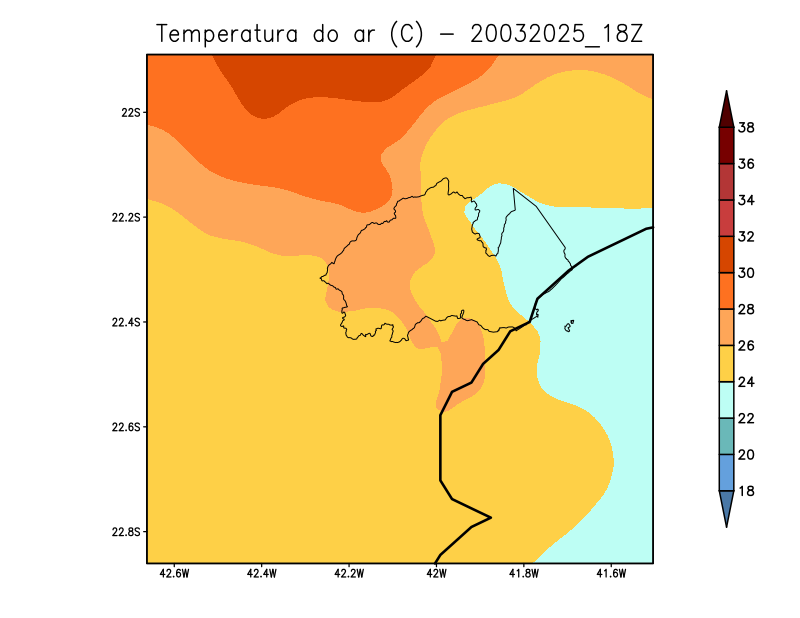 Temperatura do ar (C) − 20032025_18Z
22S
22.2S
22.4S
22.6S
22.8S
42.6W
42.4W
42.2W
42W
41.8W
41.6W
38
36
34
32
30
28
26
24
22
20
18